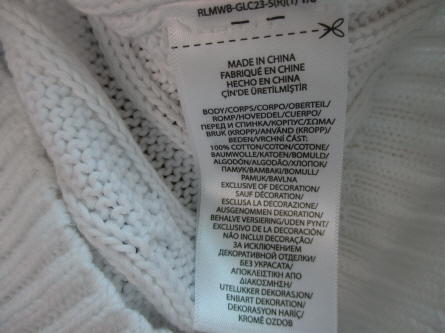 RLMWB-GLC23-S(R)(1)
MADE IN CHINA
FABRIQUÉ EN CHINE
HECHO EN CHINA
ÇİN'DE ÜRETİLMİŞTİR
BODY/CORPS/CORPO/OBERTEIL/
ROMP/HOVEDDEL/CUERPO/
ПЕРЕД И СПИНКА/КОРПУС/ΣΩΜΑ/
BRUK (KROPP)/ANVÄND (KROPP)/
BEDEN/VRCHNÍ ČÁST:
100% COTTON/COTON/COTONE/
BAUMWOLLE/KATOEN/BOMULD/
ALGODÓN/ALGODÃO/ХЛОПОК/
ПАМУК/ΒΑΜΒΑΚΙ/BOMULL/
PAMUK/BAVLNA
EXCLUSIVE OF DECORATION/
SAUF DÉCORATION/
ESCLUSA LA DECORAZIONE/
AUSGENOMMEN DEKORATION/
BEHALVE VERSIERING/UDEN PYNT/
EXCLUSIVO DE LA DECORACIÓN/
NÃO INCLUI DECORAÇÃO/
ЗА ИСКЛЮЧЕНИЕМ
ДЕКОРАТИВНОЙ ОТДЕЛКИ/
БЕЗ УКРАСАТА/
ΑΠΟΚΛΕΙΣΤΙΚΗ ΑΠΟ
ΔΙΑΚΟΣΜΗΣΗ/
UTELUKKER DEKORASJON/
ENBART DEKORATION/
DEKORASYON HARİÇ/
KROMĚ OZDOB